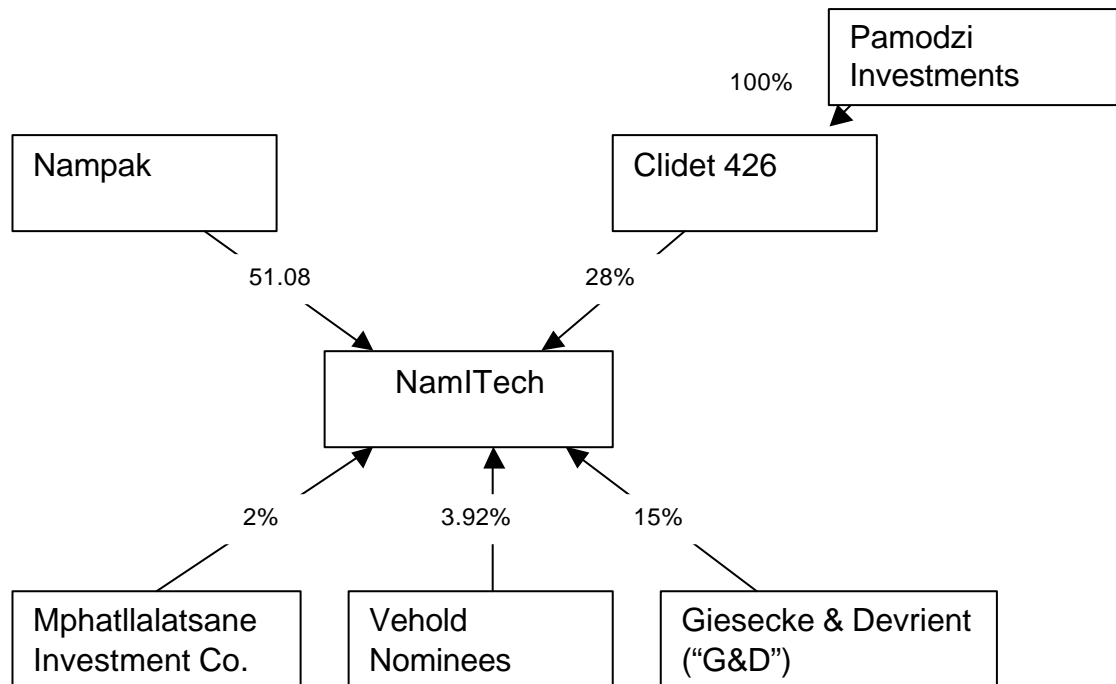 Pamodzi
Investments
100%
Nampak
Clidet 426
51.08
28%
NamITech
2%
3.92%
15%
Mphatllalatsane
Investment Co.
Vehold
Nominees
Giesecke & Devrient
(“G&D”)